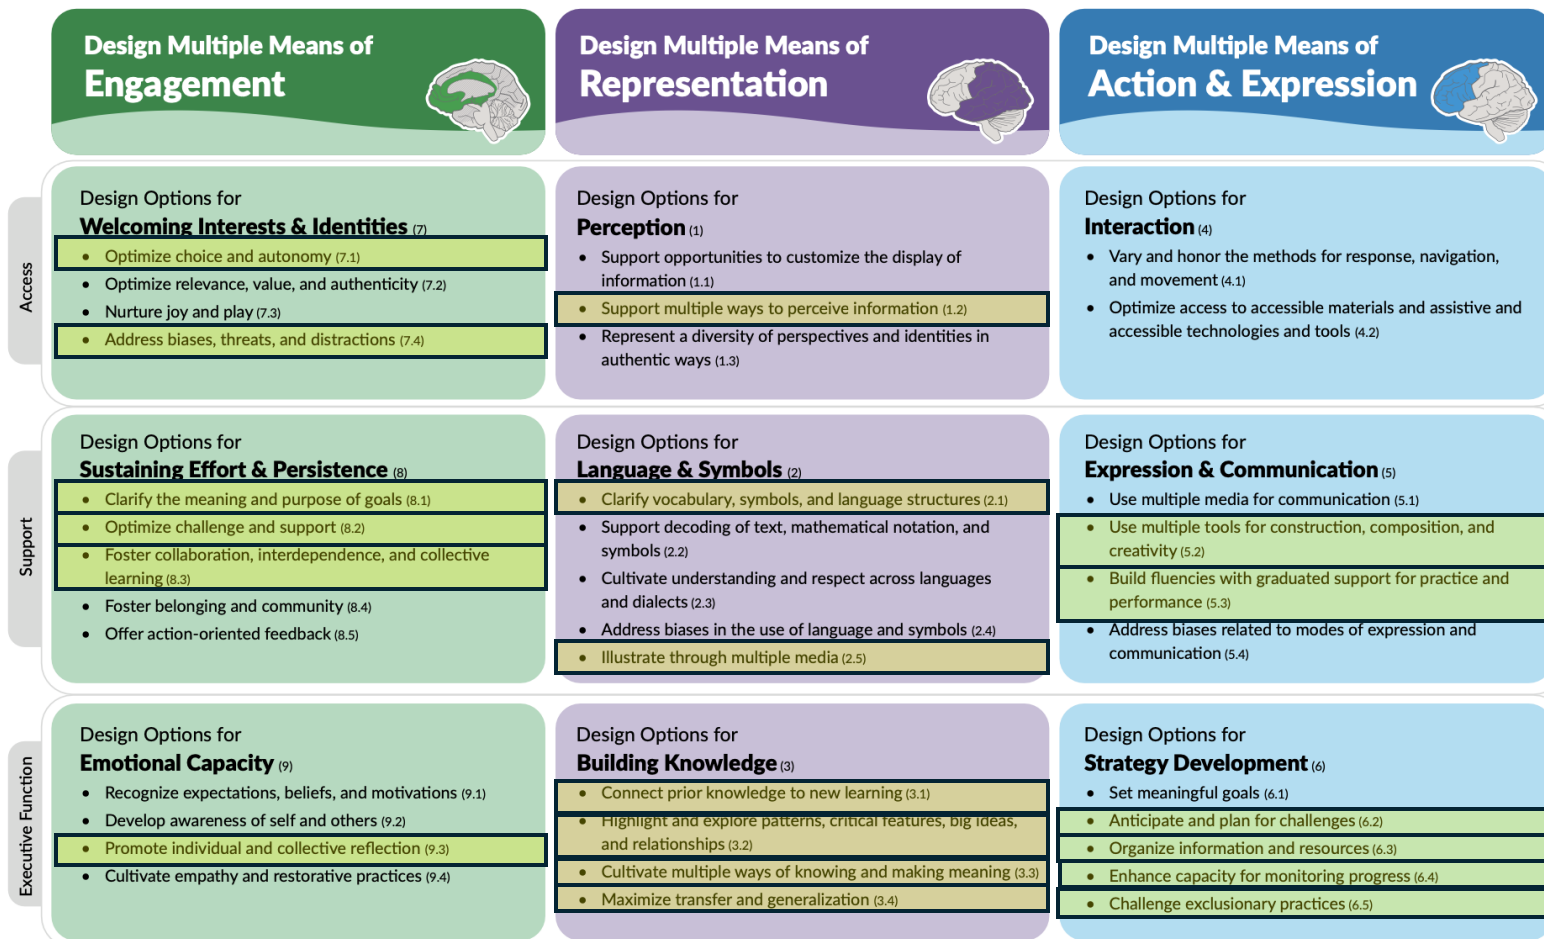 Design Multiple Means of
Engagement
Design Multiple Means of
Representation
Design Multiple Means of
Action & Expression
Access
Design Options for
Welcoming Interests & Identities (7)
• Optimize choice and autonomy (7.1)
• Optimize relevance, value, and authenticity (7.2)
• Nurture joy and play (7.3)
• Address biases, threats, and distractions (7.4)
Design Options for
Perception (1)
• Support opportunities to customize the display of
information (1.1)
• Support multiple ways to perceive information (1.2)
• Represent a diversity of perspectives and identities in
authentic ways (1.3)
Design Options for
Interaction (4)
• Vary and honor the methods for response, navigation,
and movement (4.1)
• Optimize access to accessible materials and assistive and
accessible technologies and tools (4.2)
Support
Design Options for
Sustaining Effort & Persistence (8)
• Clarify the meaning and purpose of goals (8.1)
• Optimize challenge and support (8.2)
• Foster collaboration, interdependence, and collective
learning (8.3)
• Foster belonging and community (8.4)
• Offer action-oriented feedback (8.5)
Design Options for
Language & Symbols (2)
• Clarify vocabulary, symbols, and language structures (2.1)
• Support decoding of text, mathematical notation, and
symbols (2.2)
• Cultivate understanding and respect across languages
and dialects (2.3)
• Address biases in the use of language and symbols (2.4)
• Illustrate through multiple media (2.5)
Design Options for
Expression & Communication (5)
• Use multiple media for communication (5.1)
• Use multiple tools for construction, composition, and
creativity (5.2)
• Build fluencies with graduated support for practice and
performance (5.3)
• Address biases related to modes of expression and
communication (5.4)
Executive Function
Design Options for
Emotional Capacity (9)
• Recognize expectations, beliefs, and motivations (9.1)
• Develop awareness of self and others (9.2)
• Promote individual and collective reflection (9.3)
• Cultivate empathy and restorative practices (9.4)
Design Options for
Building Knowledge (3)
• Connect prior knowledge to new learning (3.1)
• Highlight and explore patterns, critical features, big ideas,
and relationships (3.2)
• Cultivate multiple ways of knowing and making meaning (3.3)
• Maximize transfer and generalization (3.4)
Design Options for
Strategy Development (6)
• Set meaningful goals (6.1)
• Anticipate and plan for challenges (6.2)
• Organize information and resources (6.3)
• Enhance capacity for monitoring progress (6.4)
• Challenge exclusionary practices (6.5)